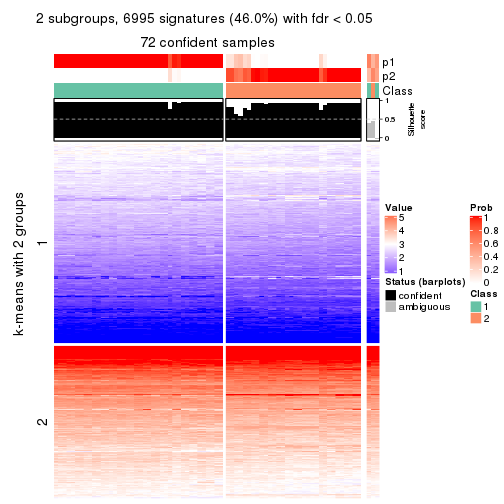 2 subgroups, 6995 signatures (46.0%) with fdr < 0.05
72 confident samples
p1
p2
Class
1
0.5
0
Silhouette
score
k-means with 2 groups
1
2
Value
5
4
3
2
1
Prob
1
0.8
0.6
0.4
0.2
0
Status (barplots)
confident
ambiguous
Class
1
2